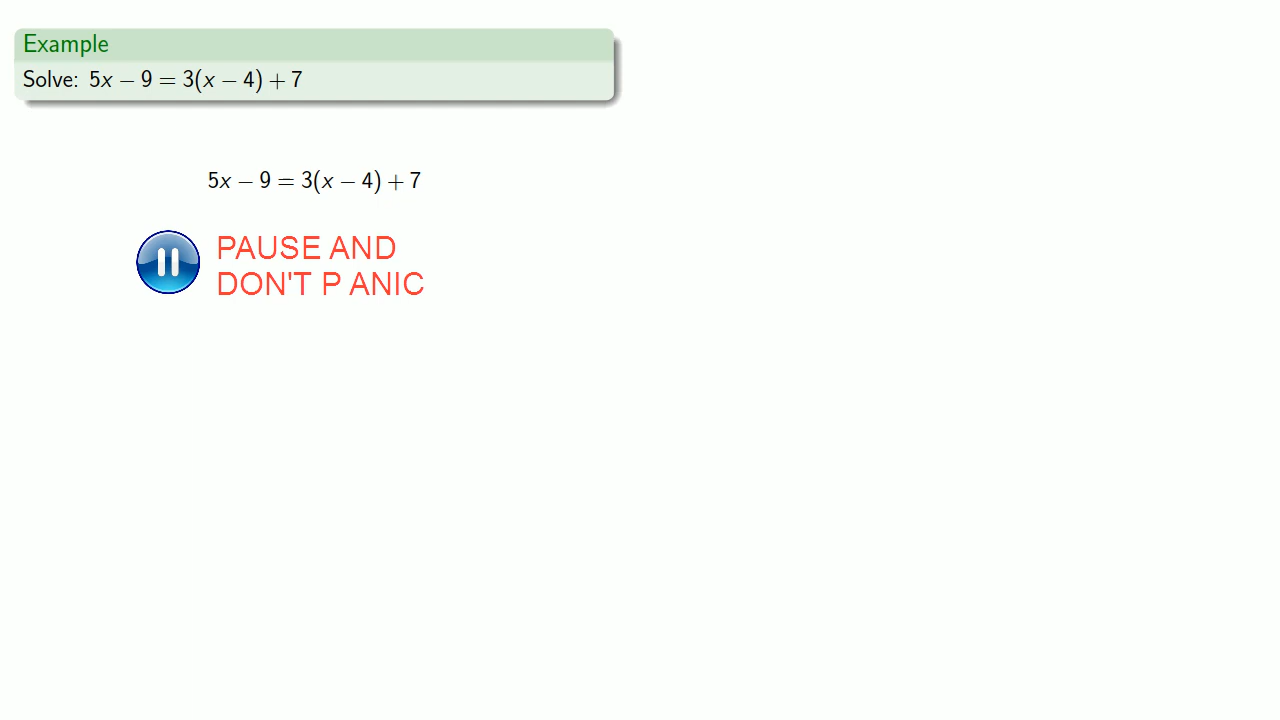 Example
Solve: 5x − 9 = 3(x − 4) + 7
5x − 9 = 3(x − 4) + 7
PAUSE AND
DON'T P ANIC